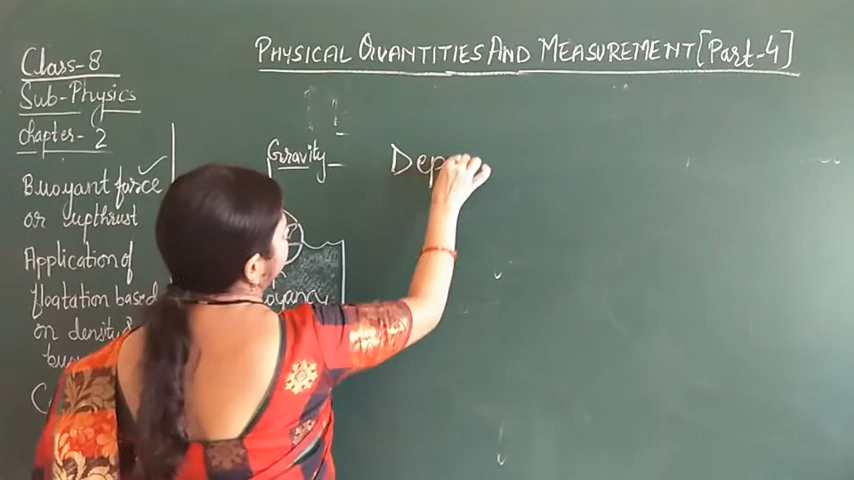 PHYSICAL QUANTITIES AND MEASUREMENT [Part-4]
Class-8
Sub-Physics
Chapter-2
Buoyant force
or upthrust
Application of
floatation based
on density &
Gravity
Dep